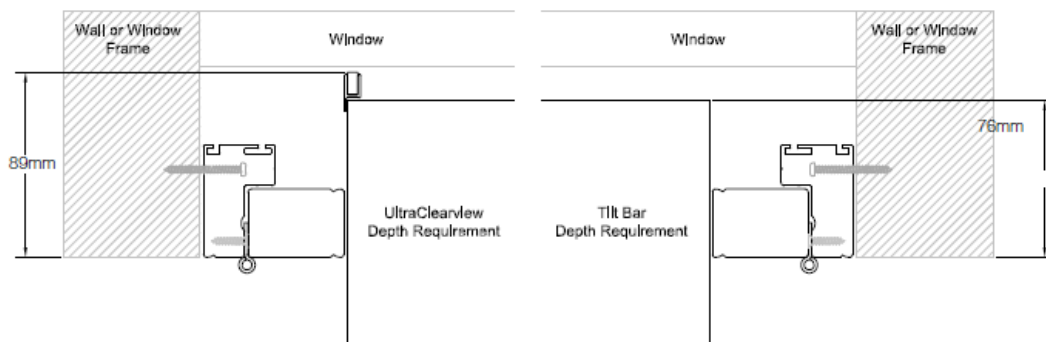 Wall or Window
Frame
Window
Window
Wall or Window
Frame
89mm
76mm
UltraClearview
Depth Requirement
Tilt Bar
Depth Requirement